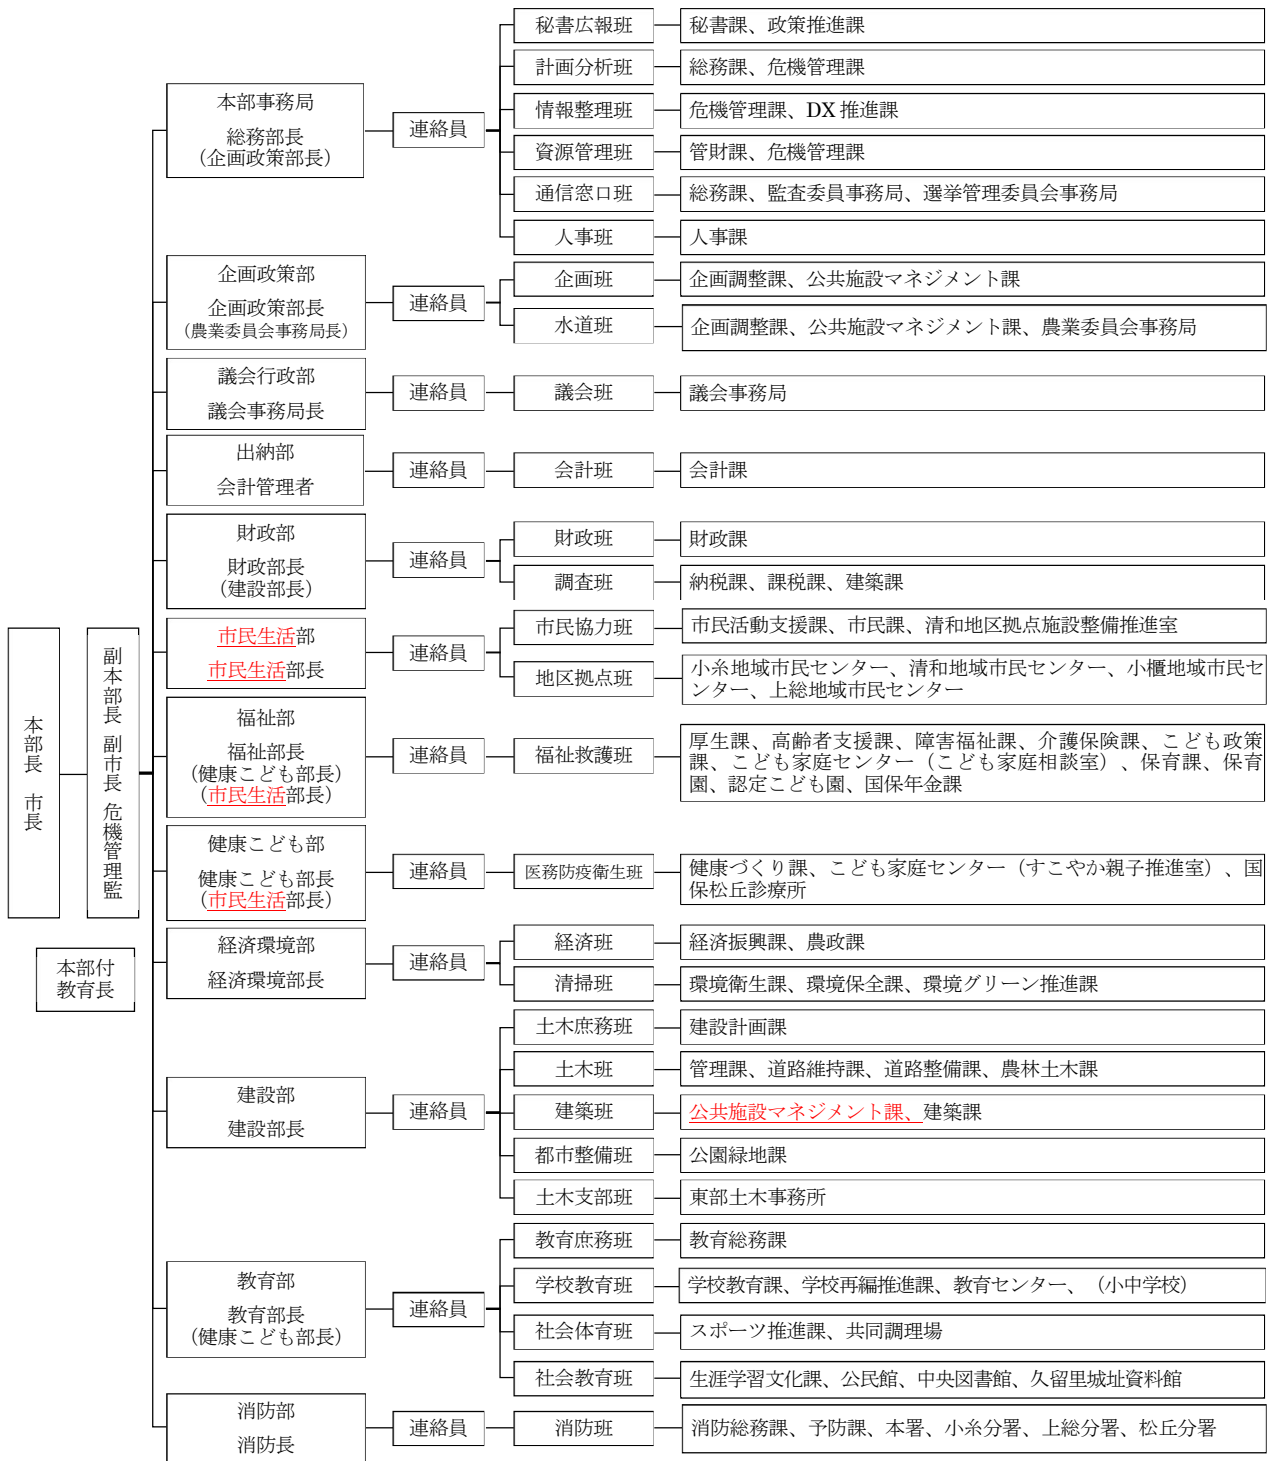 本部長 市長
副本部長 副市長 危機管理監
本部付
教育長
本部事務局
総務部長
（企画政策部長）
連絡員
秘書広報班
秘書課、政策推進課
計画分析班
総務課、危機管理課
情報整理班
危機管理課、DX 推進課
資源管理班
管財課、危機管理課
通信窓口班
総務課、監査委員事務局、選挙管理委員会事務局
人事班
人事課
企画政策部
企画政策部長
（農業委員会事務局長）
連絡員
企画班
企画調整課、公共施設マネジメント課
水道班
企画調整課、公共施設マネジメント課、農業委員会事務局
議会行政部
議会事務局長
連絡員
議会班
議会事務局
出納部
会計管理者
連絡員
会計班
会計課
財政部
財政部長
（建設部長）
連絡員
財政班
財政課
調査班
納税課、課税課、建築課
市民生活部
市民生活部長
連絡員
市民協力班
市民活動支援課、市民課、清和地区拠点施設整備推進室
地区拠点班
小糸地域市民センター、清和地域市民センター、小櫃地域市民セ
ンター、上総地域市民センター
福祉部
福祉部長
（健康こども部長）
（市民生活部長）
連絡員
福祉救護班
厚生課、高齢者支援課、障害福祉課、介護保険課、こども政策
課、こども家庭センター（こども家庭相談室）、保育課、保育
園、認定こども園、国保年金課
健康こども部
健康こども部長
（市民生活部長）
連絡員
医務防疫衛生班
健康づくり課、こども家庭センター（すこやか親子推進室）、国
保松丘診療所
経済環境部
経済環境部長
連絡員
経済班
経済振興課、農政課
清掃班
環境衛生課、環境保全課、環境グリーン推進課
建設部
建設部長
連絡員
土木庶務班
建設計画課
土木班
管理課、道路維持課、道路整備課、農林土木課
建築班
公共施設マネジメント課、建築課
都市整備班
公園緑地課
土木支部班
東部土木事務所
教育部
教育部長
（健康こども部長）
連絡員
教育庶務班
教育総務課
学校教育班
学校教育課、学校再編推進課、教育センター、（小中学校）
社会体育班
スポーツ推進課、共同調理場
社会教育班
生涯学習文化課、公民館、中央図書館、久留里城址資料館
消防部
消防長
連絡員
消防班
消防総務課、予防課、本署、小糸分署、上総分署、松丘分署